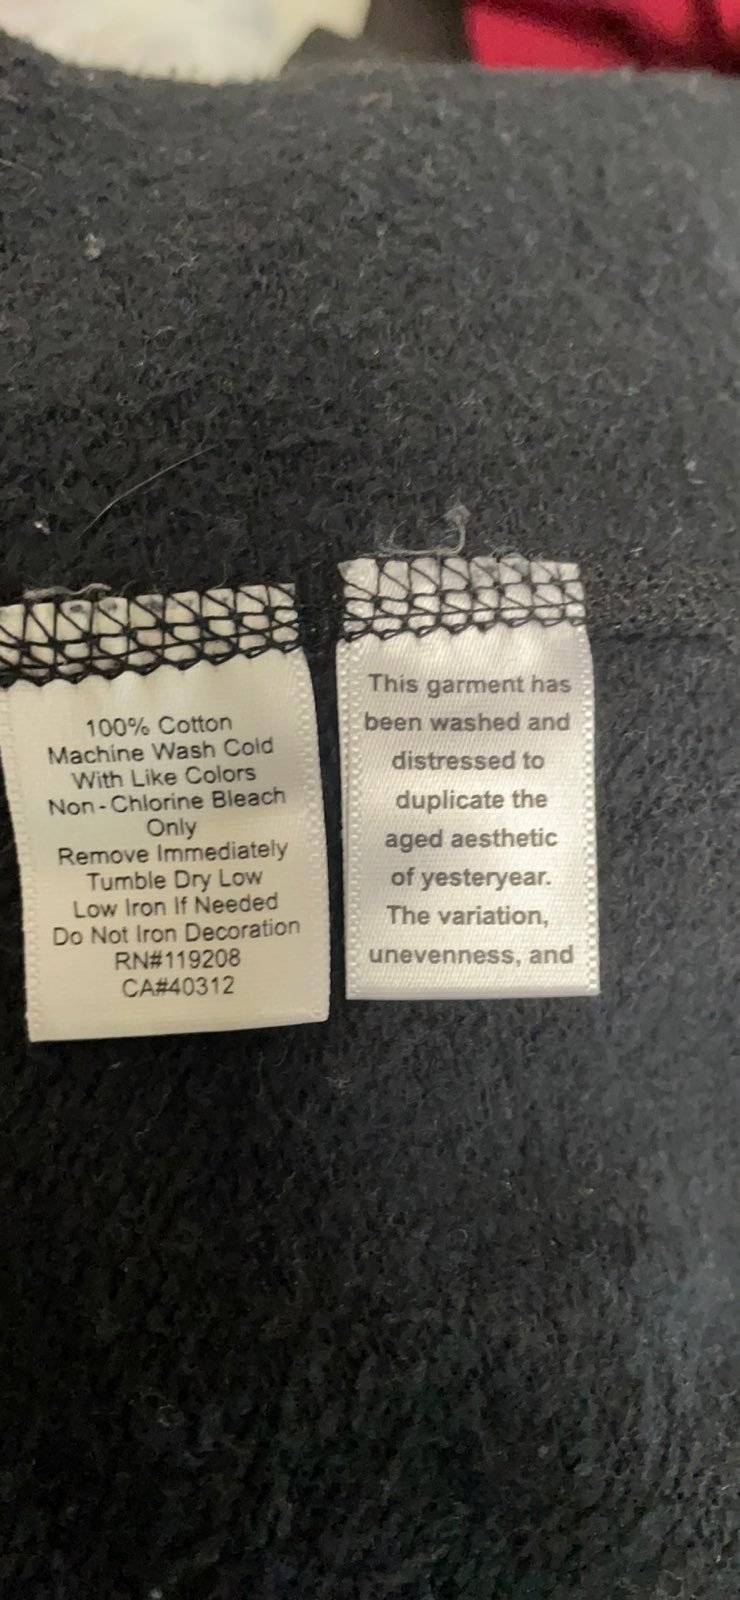 100% Cotton
Machine Wash Cold
With Like Colors
Non-Chlorine Bleach
Only
Remove Immediately
Tumble Dry Low
Low Iron If Needed
Do Not Iron Decoration
RN#119208
CA#40312
This garment has
been washed and
distressed to
duplicate the
aged aesthetic
of yesteryear.
The variation,
unevenness, and